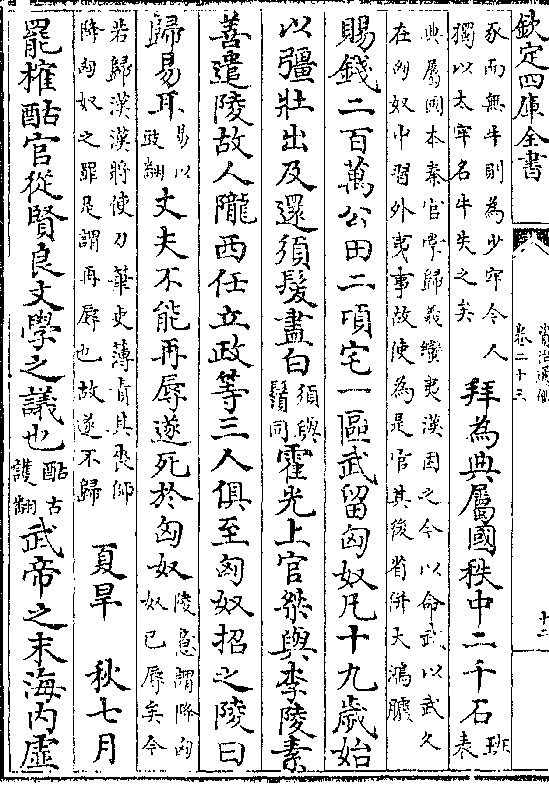 欽定四庫全書
資治通鑑
卷二十三
十二
豕而無牛則為少牢今人
獨以太牢名牛失之矣
拜為典屬國秩中二千石
班
表
典屬國本秦官掌歸義蠻夷漢因之今以命武以武久
在匈奴中習外夷事故使為是官其後省併大鴻臚
賜錢二百萬公田二頃宅一區武留匈奴凡十九歲始
以彊壯出及還須髮盡白
須與
鬚同
霍光上官桀與李陵素
善遣陵故人隴西任立政等三人俱至匈奴招之陵曰
歸易耳
易以
豉翻
丈夫不能再辱遂死於匈奴
陵意謂降匈
奴已辱矣今
若歸漢漢將使刀筆吏薄責其喪師
降匈奴之罪是謂再辱也故遂不歸
夏旱
秋七月
罷榷酤官從賢良文學之議也
酤古
護翻
武帝之末海內虛